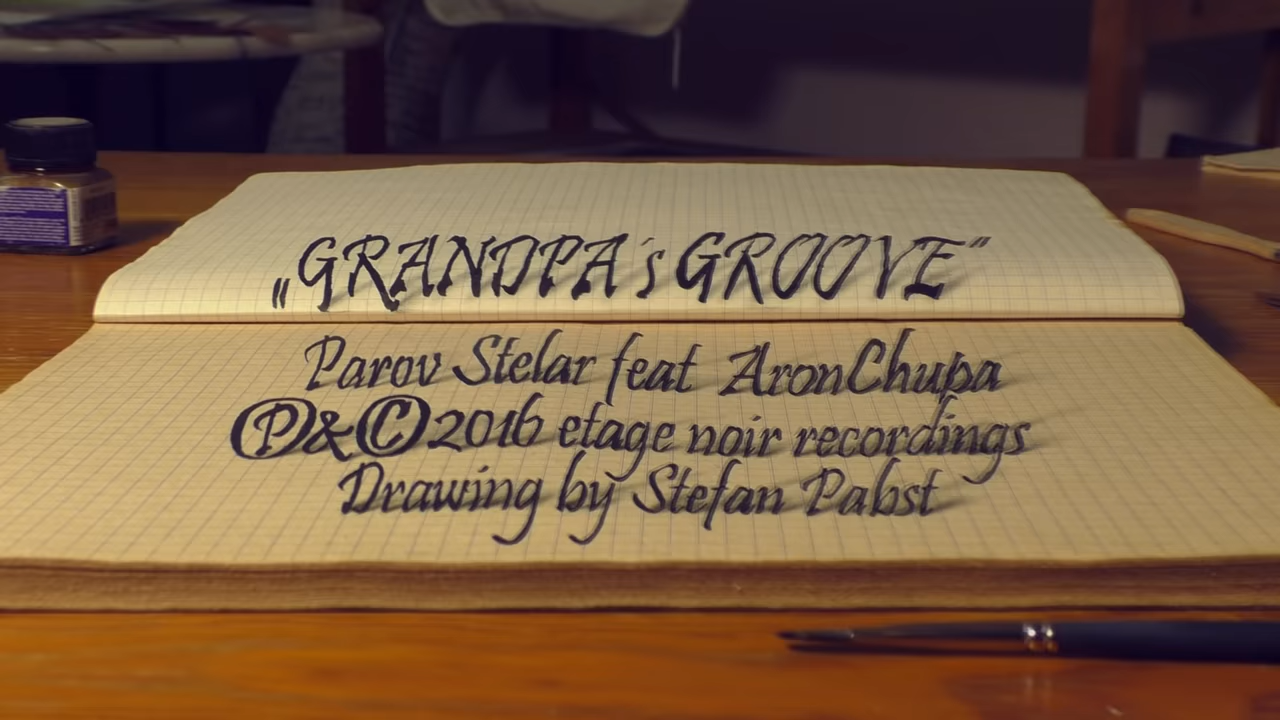 „GRANDPA´s GROOVE“
Parov Stelar feat AronChupa
Ⓟ&©2016 etage noir recordings
Drawing by Stefan Pabst